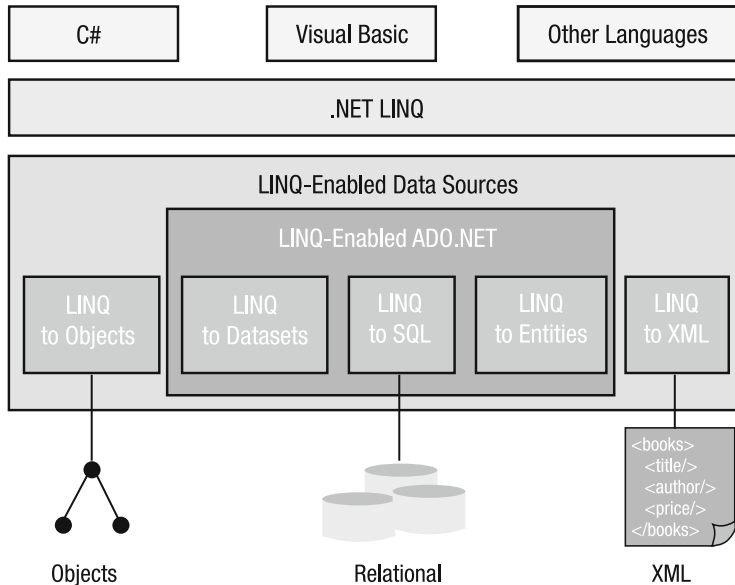 C#
Visual Basic
Other Languages
.NET LINQ
LINQ-Enabled Data Sources
LINQ-Enabled ADO.NET
LINQ
to Objects
LINQ
to Datasets
LINQ
to SQL
LINQ
to Entities
LINQ
to XML
<books>
<title/>
<author/>
<price/>
</books>
Objects
Relational
XML